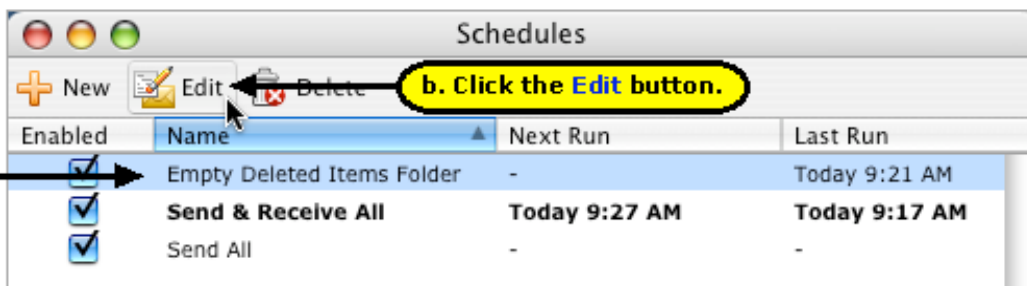 Schedules
New Edit Delete b. Click the Edit button.
Enabled Name Next Run Last Run
Empty Deleted Items Folder - Today 9:21 AM
Send & Receive All Today 9:27 AM Today 9:17 AM
Send All - -